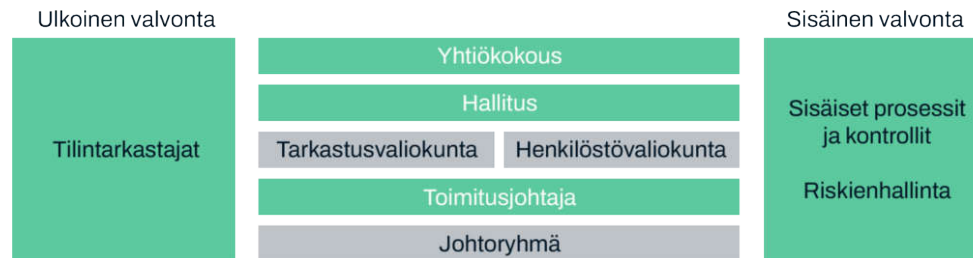 Ulkoinen valvonta
Sisäinen valvonta
Tilintarkastajat
Yhtiökokous
Hallitus
Tarkastusvaliokunta
Henkilöstövaliokunta
Toimitusjohtaja
Johtoryhmä
Sisäiset prosessit
ja kontrollit
Riskienhallinta